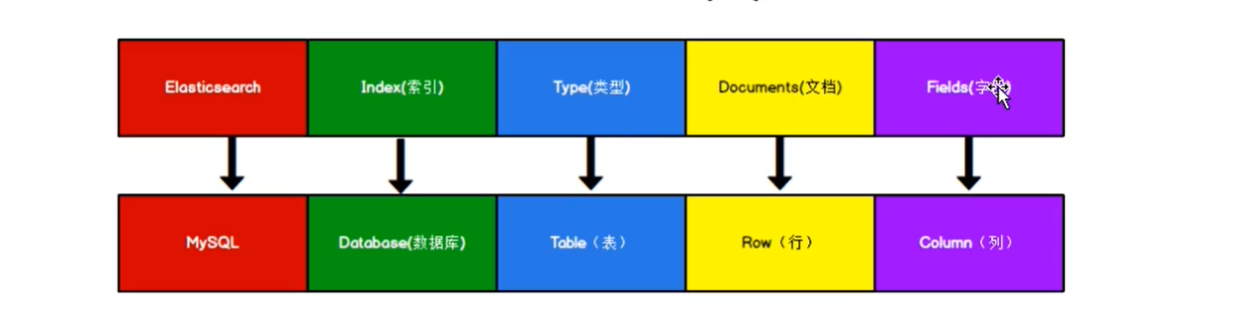 Elasticsearch
Index(索引)
Type(类型)
Documents(文档)
Fields(字
MySQL
Database(数据库)
Table（表）
Row（行）
Column（列）